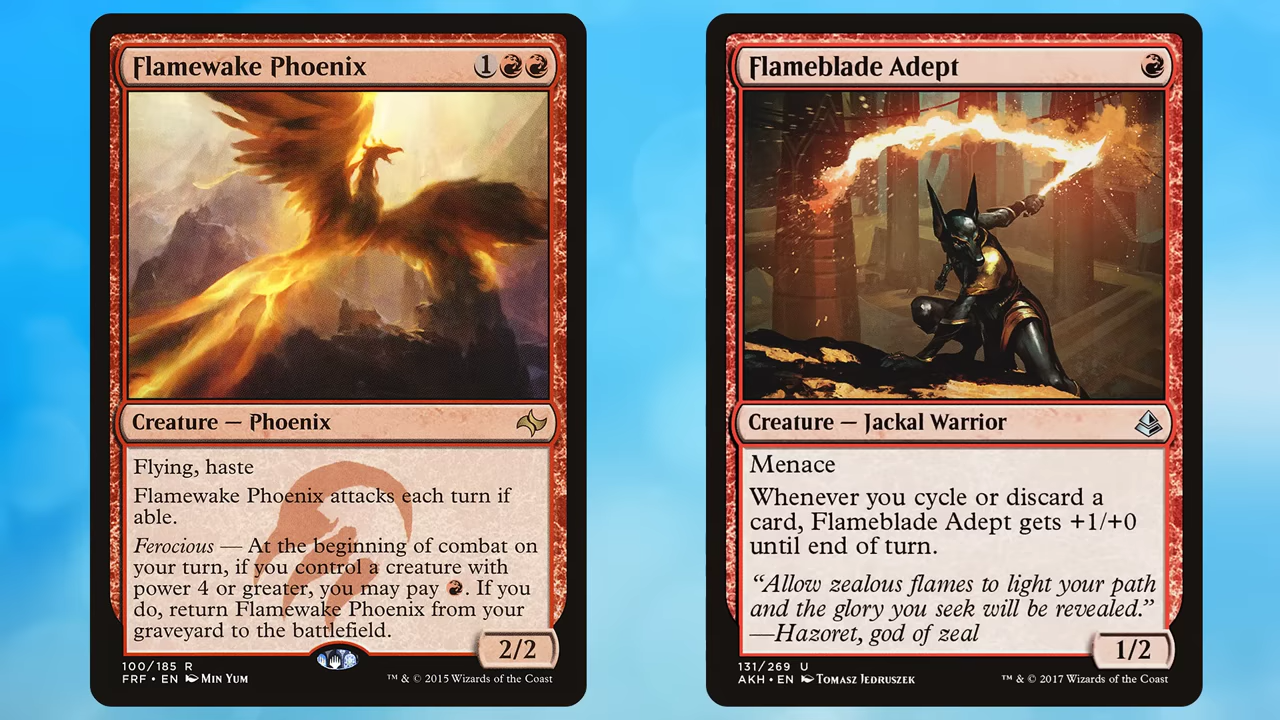 Flamewake Phoenix 1
Creature — Phoenix
Flying, haste
Flamewake Phoenix attacks each turn if
able.
Ferocious — At the beginning of combat on
your turn, if you control a creature with
power 4 or greater, you may pay . If you
do, return Flamewake Phoenix from your
graveyard to the battlefield.
2/2
100/185 R
FRF • EN Min Yum
™ & © 2015 Wizards of the Coast
Flameblade Adept
Creature — Jackal Warrior
Menace
Whenever you cycle or discard a
card, Flameblade Adept gets +1/+0
until end of turn.
“Allow zealous flames to light your path
and the glory you seek will be revealed.”
—Hazoret, god of zeal
1/2
131/269 U
AKH • EN Tomasz Jedruszek
™ & © 2017 Wizards of the Coast